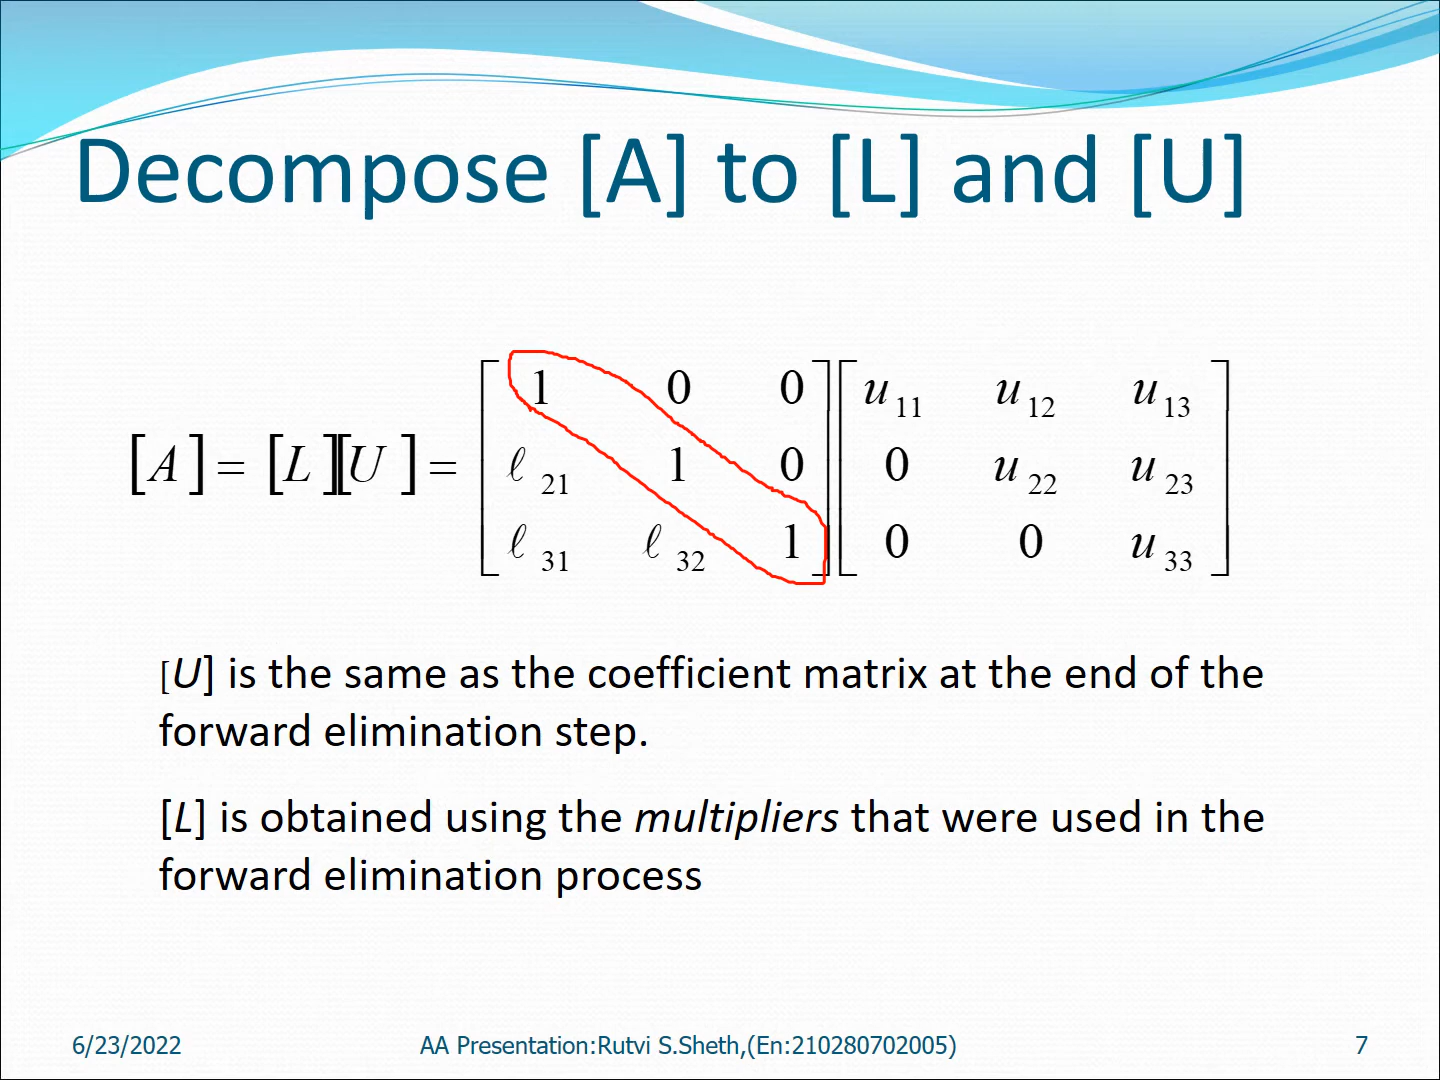 Decompose [A] to [L] and [U]
1 0 0 u 11 u 12 u 13
[A] = [L][U] = ℓ 21 1 0 0 u 22 u 23
ℓ 31 ℓ 32 1 0 0 u 33
[U] is the same as the coefficient matrix at the end of the
forward elimination step.
[L] is obtained using the multipliers that were used in the
forward elimination process
6/23/2022 AA Presentation:Rutvi S.Sheth,(En:210280702005) 7